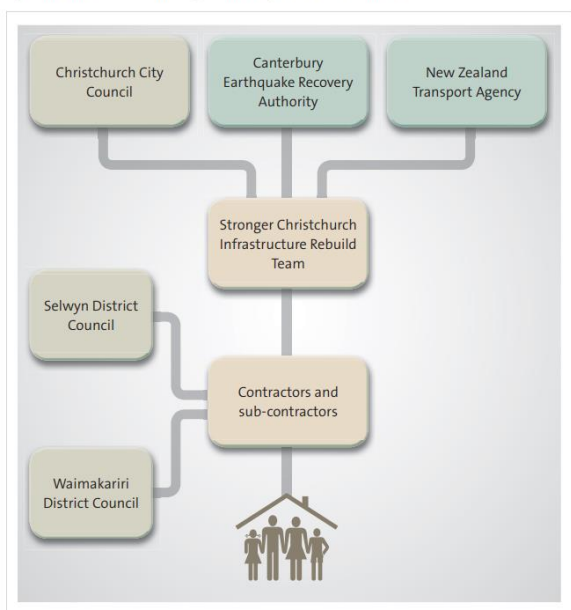 Christchurch City
Council
Canterbury
Earthquake Recovery
Authority
New Zealand
Transport Agency
Stronger Christchurch
Infrastructure Rebuild
Team
Selwyn District
Council
Contractors and
sub-contractors
Waimakariri
District Council